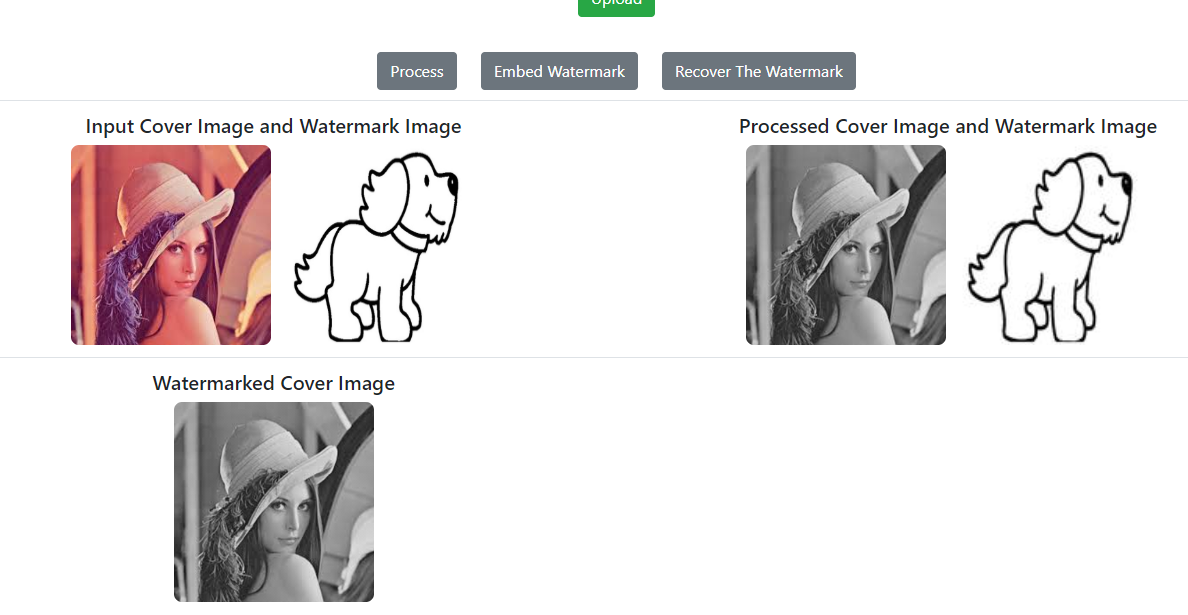 Upload
Process Embed Watermark Recover The Watermark
Input Cover Image and Watermark Image Processed Cover Image and Watermark Image
Watermarked Cover Image